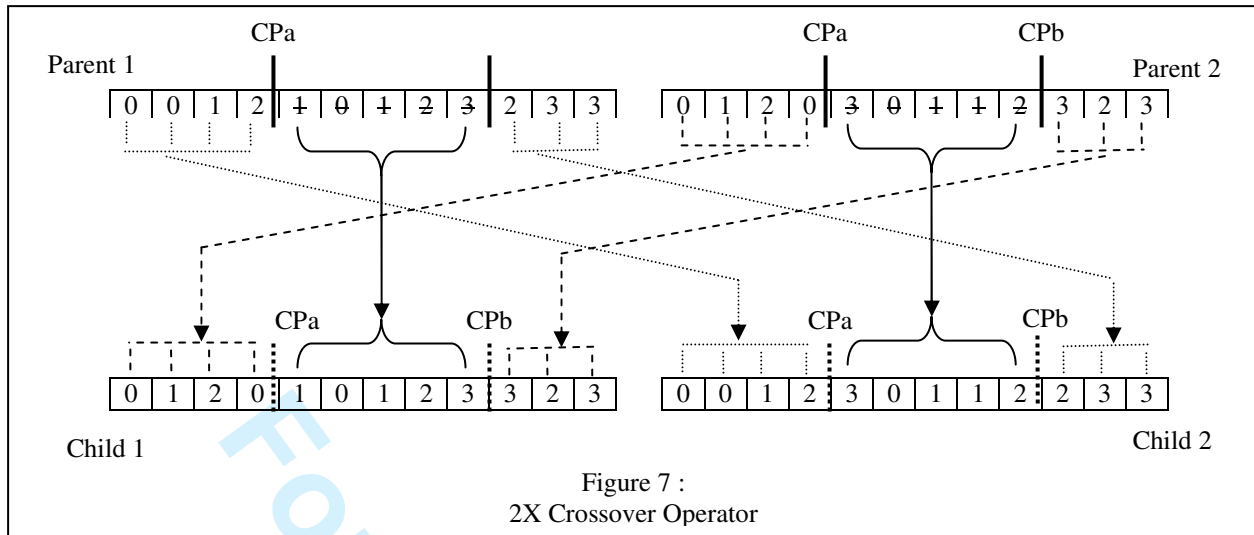 CPa CPa CPb
Parent 1 Parent 2
0 0 1 2 1 0 1 2 3 2 3 3 0 1 2 0 3 0 1 1 2 3 2 3
CPa CPb CPa CPb
0 1 2 0 1 0 1 2 3 3 2 3 0 0 1 2 3 0 1 1 2 2 3 3
Child 1 Child 2
Fo
Figure 7 :
2X Crossover Operator